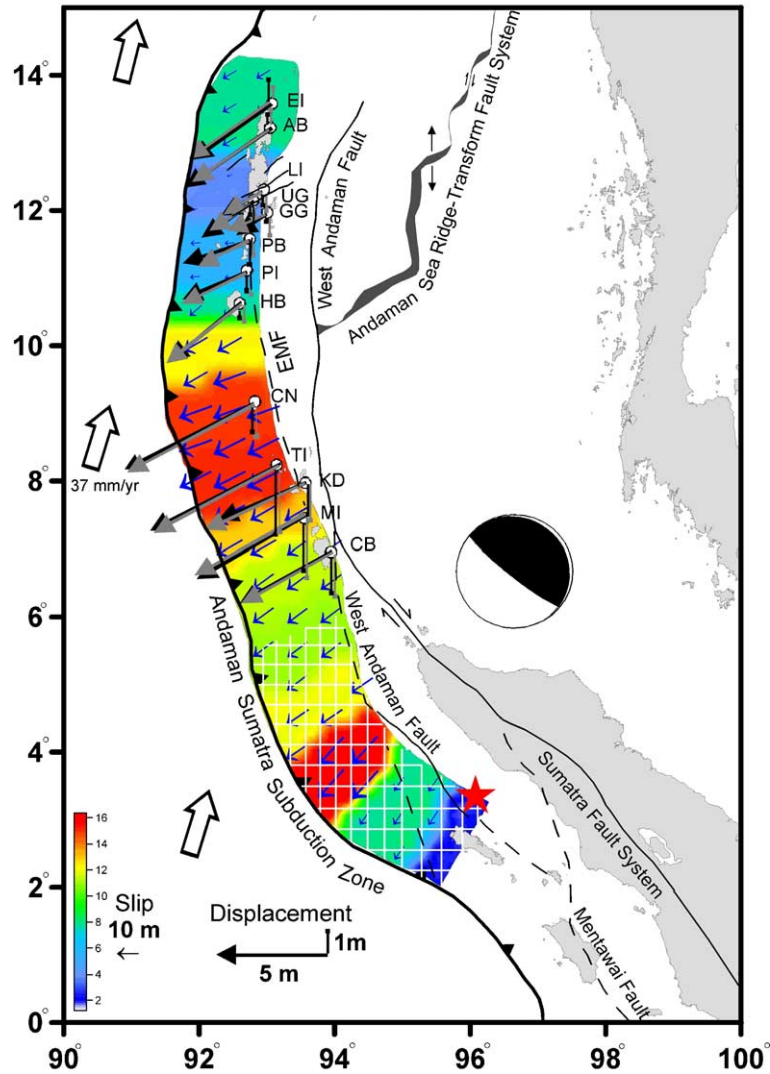 14°
12°
10°
8°
6°
4°
2°
0°
90°
92°
94°
96°
98°
100°
EI
AB
LI
UG
GG
PB
PI
HB
CN
TI
KD
MI
CB
EMF
West Andaman Fault
Andaman Sea Ridge-Transform Fault System
37 mm/yr
West Andaman Fault
Andaman Sumatra Subduction Zone
Sumatra Fault System
Mentawai Fault
16
14
12
10
8
6
4
2
Slip
10 m
Displacement
1m
5 m